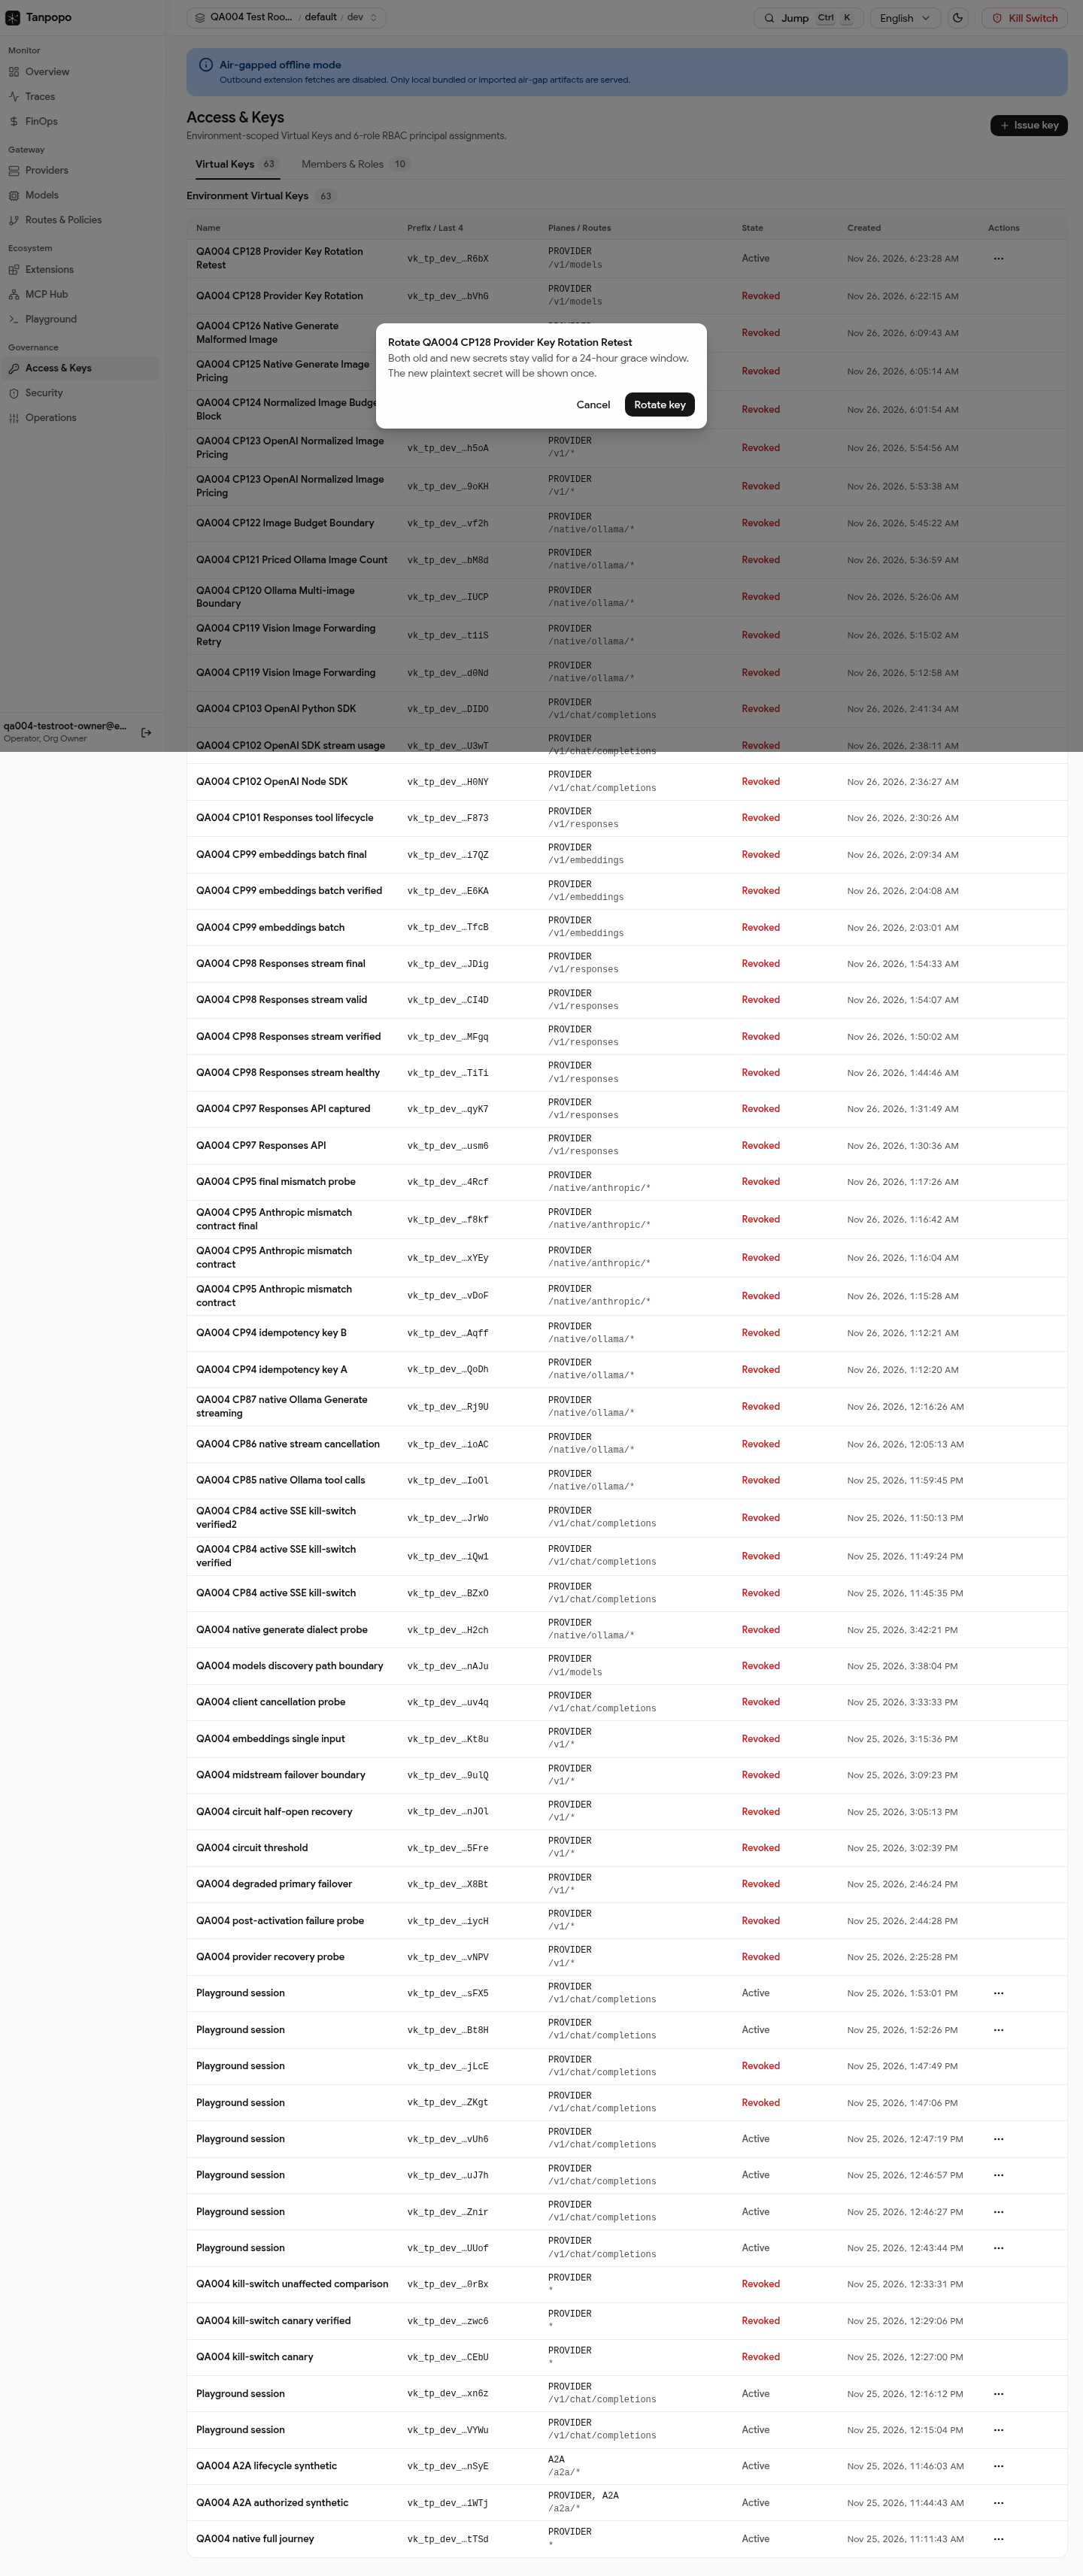 Tanpopo
QA004 Test Roo... / default / dev
Jump Ctrl K
English
Kill Switch
Monitor
Overview
Traces
FinOps
Gateway
Providers
Models
Routes & Policies
Ecosystem
Extensions
MCP Hub
Playground
Governance
Access & Keys
Security
Operations
qa004-testroot-owner@e...
Operator, Org Owner
Air-gapped offline mode
Outbound extension fetches are disabled. Only local bundled or imported air-gap artifacts are served.
Access & Keys
Environment-scoped Virtual Keys and 6-role RBAC principal assignments.
+ Issue key
Virtual Keys 63 Members & Roles 10
Environment Virtual Keys 63
Name Prefix / Last 4 Planes / Routes State Created Actions
QA004 CP128 Provider Key Rotation Retest vk_tp_dev_…R6bX PROVIDER /v1/models Active Nov 26, 2026, 6:23:28 AM ...
QA004 CP128 Provider Key Rotation vk_tp_dev_…bVhG PROVIDER /v1/models Revoked Nov 26, 2026, 6:22:15 AM
QA004 CP126 Native Generate Malformed Image Revoked Nov 26, 2026, 6:09:43 AM
QA004 CP125 Native Generate Image Pricing Revoked Nov 26, 2026, 6:05:14 AM
QA004 CP124 Normalized Image Budge Block Revoked Nov 26, 2026, 6:01:54 AM
Rotate QA004 CP128 Provider Key Rotation Retest
Both old and new secrets stay valid for a 24-hour grace window.
The new plaintext secret will be shown once.
Cancel Rotate key
QA004 CP123 OpenAI Normalized Image Pricing vk_tp_dev_…h5oA PROVIDER /v1/* Revoked Nov 26, 2026, 5:54:56 AM
QA004 CP123 OpenAI Normalized Image Pricing vk_tp_dev_…9oKH PROVIDER /v1/* Revoked Nov 26, 2026, 5:53:38 AM
QA004 CP122 Image Budget Boundary vk_tp_dev_…vf2h PROVIDER /native/ollama/* Revoked Nov 26, 2026, 5:45:22 AM
QA004 CP121 Priced Ollama Image Count vk_tp_dev_…bM8d PROVIDER /native/ollama/* Revoked Nov 26, 2026, 5:36:59 AM
QA004 CP120 Ollama Multi-image Boundary vk_tp_dev_…IUCP PROVIDER /native/ollama/* Revoked Nov 26, 2026, 5:26:06 AM
QA004 CP119 Vision Image Forwarding Retry vk_tp_dev_…t1iS PROVIDER /native/ollama/* Revoked Nov 26, 2026, 5:15:02 AM
QA004 CP119 Vision Image Forwarding vk_tp_dev_…d0Nd PROVIDER /native/ollama/* Revoked Nov 26, 2026, 5:12:58 AM
QA004 CP103 OpenAI Python SDK vk_tp_dev_…DIDO PROVIDER /v1/chat/completions Revoked Nov 26, 2026, 2:41:34 AM
QA004 CP102 OpenAI SDK stream usage vk_tp_dev_…U3wT PROVIDER /v1/chat/completions Revoked Nov 26, 2026, 2:38:11 AM
QA004 CP102 OpenAI Node SDK vk_tp_dev_…H0NY PROVIDER /v1/chat/completions Revoked Nov 26, 2026, 2:36:27 AM
QA004 CP101 Responses tool lifecycle vk_tp_dev_…F873 PROVIDER /v1/responses Revoked Nov 26, 2026, 2:30:26 AM
QA004 CP99 embeddings batch final vk_tp_dev_…i7QZ PROVIDER /v1/embeddings Revoked Nov 26, 2026, 2:09:34 AM
QA004 CP99 embeddings batch verified vk_tp_dev_…E6KA PROVIDER /v1/embeddings Revoked Nov 26, 2026, 2:04:08 AM
QA004 CP99 embeddings batch vk_tp_dev_…TfcB PROVIDER /v1/embeddings Revoked Nov 26, 2026, 2:03:01 AM
QA004 CP98 Responses stream final vk_tp_dev_…JDig PROVIDER /v1/responses Revoked Nov 26, 2026, 1:54:33 AM
QA004 CP98 Responses stream valid vk_tp_dev_…CI4D PROVIDER /v1/responses Revoked Nov 26, 2026, 1:54:07 AM
QA004 CP98 Responses stream verified vk_tp_dev_…MFgq PROVIDER /v1/responses Revoked Nov 26, 2026, 1:50:02 AM
QA004 CP98 Responses stream healthy vk_tp_dev_…TiTi PROVIDER /v1/responses Revoked Nov 26, 2026, 1:44:46 AM
QA004 CP97 Responses API captured vk_tp_dev_…qyK7 PROVIDER /v1/responses Revoked Nov 26, 2026, 1:31:49 AM
QA004 CP97 Responses API vk_tp_dev_…usm6 PROVIDER /v1/responses Revoked Nov 26, 2026, 1:30:36 AM
QA004 CP95 final mismatch probe vk_tp_dev_…4Rcf PROVIDER /native/anthropic/* Revoked Nov 26, 2026, 1:17:26 AM
QA004 CP95 Anthropic mismatch contract final vk_tp_dev_…f8kf PROVIDER /native/anthropic/* Revoked Nov 26, 2026, 1:16:42 AM
QA004 CP95 Anthropic mismatch contract vk_tp_dev_…xYEy PROVIDER /native/anthropic/* Revoked Nov 26, 2026, 1:16:04 AM
QA004 CP95 Anthropic mismatch contract vk_tp_dev_…vDoF PROVIDER /native/anthropic/* Revoked Nov 26, 2026, 1:15:28 AM
QA004 CP94 idempotency key B vk_tp_dev_…Aqff PROVIDER /native/ollama/* Revoked Nov 26, 2026, 1:12:21 AM
QA004 CP94 idempotency key A vk_tp_dev_…QoDh PROVIDER /native/ollama/* Revoked Nov 26, 2026, 1:12:20 AM
QA004 CP87 native Ollama Generate streaming vk_tp_dev_…Rj9U PROVIDER /native/ollama/* Revoked Nov 26, 2026, 12:16:26 AM
QA004 CP86 native stream cancellation vk_tp_dev_…ioAC PROVIDER /native/ollama/* Revoked Nov 26, 2026, 12:05:13 AM
QA004 CP85 native Ollama tool calls vk_tp_dev_…IoOl PROVIDER /native/ollama/* Revoked Nov 25, 2026, 11:59:45 PM
QA004 CP84 active SSE kill-switch verified2 vk_tp_dev_…JrWo PROVIDER /v1/chat/completions Revoked Nov 25, 2026, 11:50:13 PM
QA004 CP84 active SSE kill-switch verified vk_tp_dev_…iQw1 PROVIDER /v1/chat/completions Revoked Nov 25, 2026, 11:49:24 PM
QA004 CP84 active SSE kill-switch vk_tp_dev_…BZxO PROVIDER /v1/chat/completions Revoked Nov 25, 2026, 11:45:35 PM
QA004 native generate dialect probe vk_tp_dev_…H2ch PROVIDER /native/ollama/* Revoked Nov 25, 2026, 3:42:21 PM
QA004 models discovery path boundary vk_tp_dev_…nAJu PROVIDER /v1/models Revoked Nov 25, 2026, 3:38:04 PM
QA004 client cancellation probe vk_tp_dev_…uv4q PROVIDER /v1/chat/completions Revoked Nov 25, 2026, 3:33:33 PM
QA004 embeddings single input vk_tp_dev_…Kt8u PROVIDER /v1/* Revoked Nov 25, 2026, 3:15:36 PM
QA004 midstream failover boundary vk_tp_dev_…9ulQ PROVIDER /v1/* Revoked Nov 25, 2026, 3:09:23 PM
QA004 circuit half-open recovery vk_tp_dev_…nJOl PROVIDER /v1/* Revoked Nov 25, 2026, 3:05:13 PM
QA004 circuit threshold vk_tp_dev_…5Fre PROVIDER /v1/* Revoked Nov 25, 2026, 3:02:39 PM
QA004 degraded primary failover vk_tp_dev_…X8Bt PROVIDER /v1/* Revoked Nov 25, 2026, 2:46:24 PM
QA004 post-activation failure probe vk_tp_dev_…iycH PROVIDER /v1/* Revoked Nov 25, 2026, 2:44:28 PM
QA004 provider recovery probe vk_tp_dev_…vNPV PROVIDER /v1/* Revoked Nov 25, 2026, 2:25:28 PM
Playground session vk_tp_dev_…sFX5 PROVIDER /v1/chat/completions Active Nov 25, 2026, 1:53:01 PM ...
Playground session vk_tp_dev_…Bt8H PROVIDER /v1/chat/completions Active Nov 25, 2026, 1:52:26 PM ...
Playground session vk_tp_dev_…jLcE PROVIDER /v1/chat/completions Revoked Nov 25, 2026, 1:47:49 PM
Playground session vk_tp_dev_…ZKgt PROVIDER /v1/chat/completions Revoked Nov 25, 2026, 1:47:06 PM
Playground session vk_tp_dev_…vUh6 PROVIDER /v1/chat/completions Active Nov 25, 2026, 12:47:19 PM ...
Playground session vk_tp_dev_…uJ7h PROVIDER /v1/chat/completions Active Nov 25, 2026, 12:46:57 PM ...
Playground session vk_tp_dev_…Znir PROVIDER /v1/chat/completions Active Nov 25, 2026, 12:46:27 PM ...
Playground session vk_tp_dev_…UUof PROVIDER /v1/chat/completions Active Nov 25, 2026, 12:43:44 PM ...
QA004 kill-switch unaffected comparison vk_tp_dev_…0rBx PROVIDER * Revoked Nov 25, 2026, 12:33:31 PM
QA004 kill-switch canary verified vk_tp_dev_…zwc6 PROVIDER * Revoked Nov 25, 2026, 12:29:06 PM
QA004 kill-switch canary vk_tp_dev_…CEbU PROVIDER * Revoked Nov 25, 2026, 12:27:00 PM
Playground session vk_tp_dev_…xn6z PROVIDER /v1/chat/completions Active Nov 25, 2026, 12:16:12 PM ...
Playground session vk_tp_dev_…VYWu PROVIDER /v1/chat/completions Active Nov 25, 2026, 12:15:04 PM ...
QA004 A2A lifecycle synthetic vk_tp_dev_…nSyE A2A /a2a/* Active Nov 25, 2026, 11:46:03 AM ...
QA004 A2A authorized synthetic vk_tp_dev_…1WTj PROVIDER, A2A /a2a/* Active Nov 25, 2026, 11:44:43 AM ...
QA004 native full journey vk_tp_dev_…tTSd PROVIDER * Active Nov 25, 2026, 11:11:43 AM ...